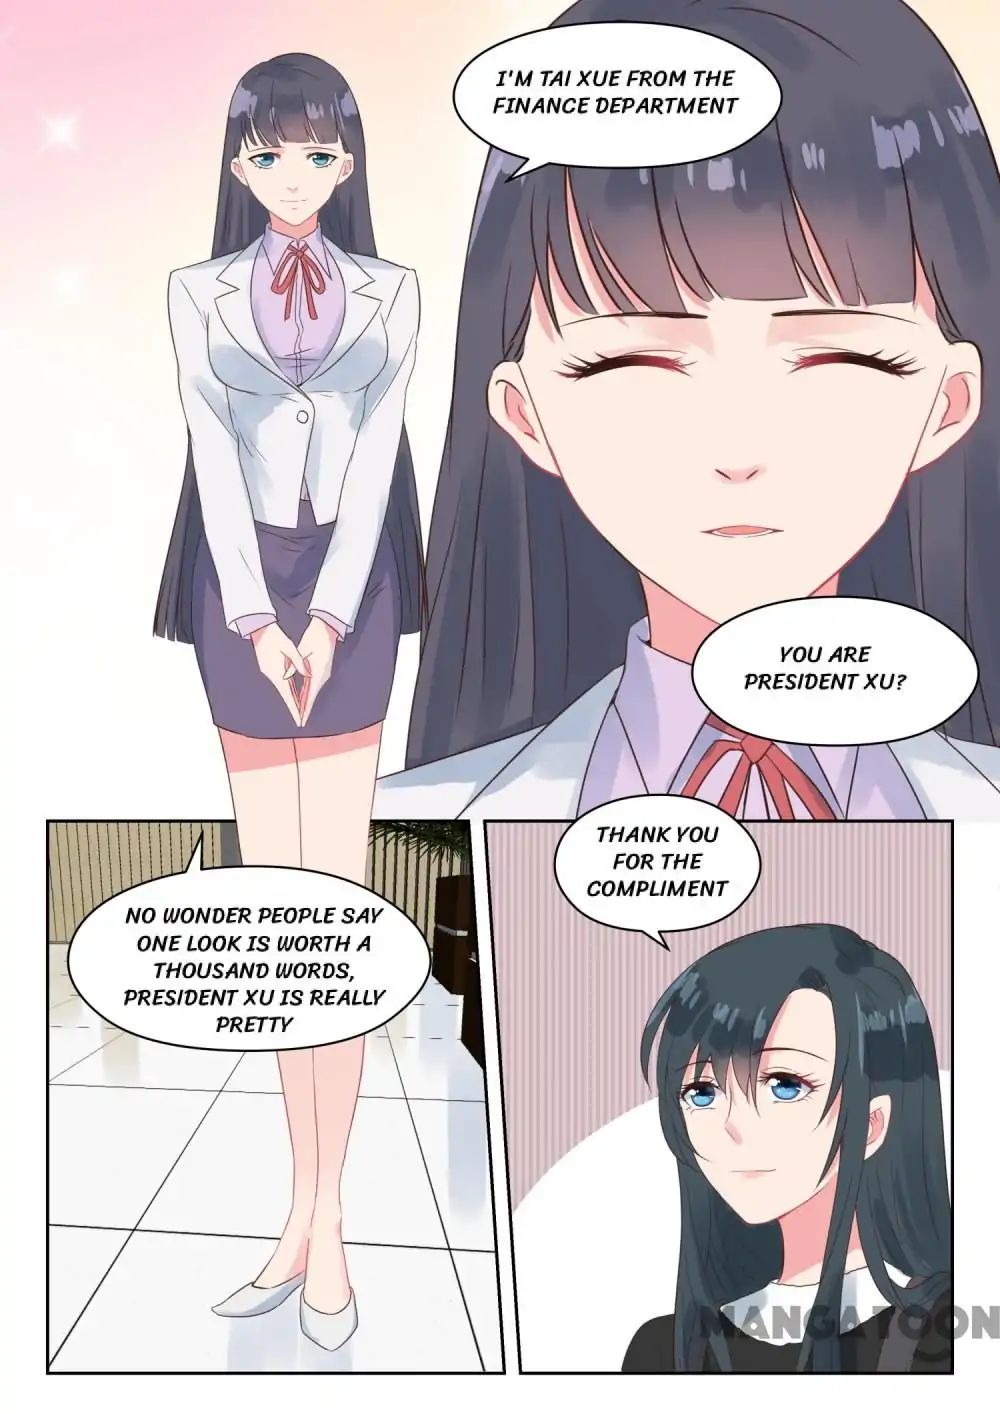 I'M TAI XUE FROM THE
FINANCE DEPARTMENT
YOU ARE
PRESIDENT XU?
NO WONDER PEOPLE SAY
ONE LOOK IS WORTH A
THOUSAND WORDS,
PRESIDENT XU IS REALLY
PRETTY
THANK YOU
FOR THE
COMPLIMENT
MANGATOON